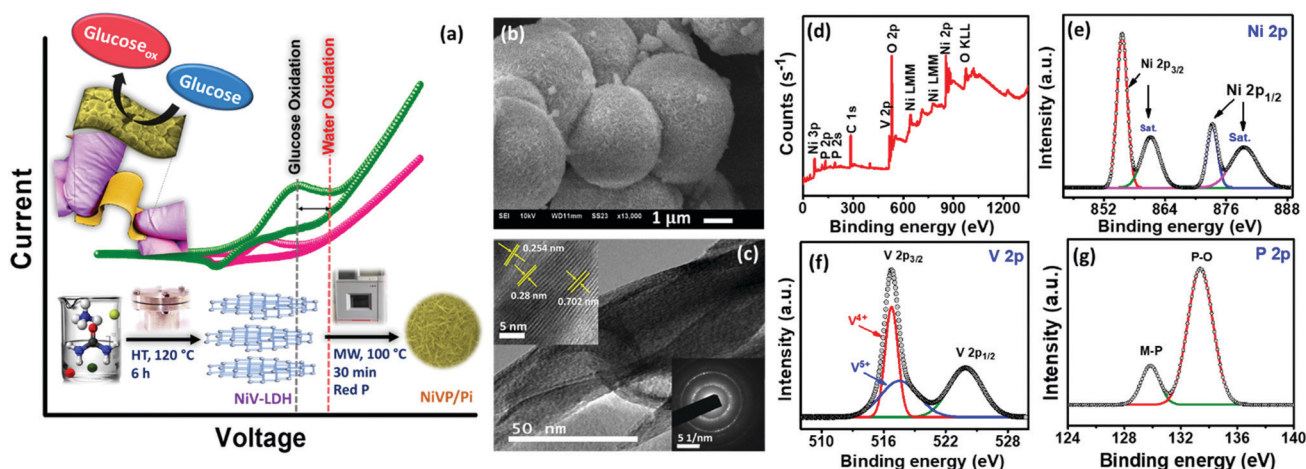 (a)
Glucoseox
Glucose
Glucose Oxidation
Water Oxidation
Current
HT, 120 °C
6 h
NiV-LDH
MW, 100 °C
30 min
Red P
NiVP/Pi
Voltage
(b)
SEI 10kV WD11mm SS23 x13,000 1 µm
(c)
0.254 nm
0.28 nm
0.702 nm
5 nm
50 nm
5 1/nm
(d)
Counts (s-1)
Ni 3p
P 2p
P 2s
C 1s
V 2p
O 2p
Ni LMM
Ni LMM
Ni 2p
O KLL
0 300 600 900 1200
Binding energy (eV)
(e)
Ni 2p
Intensity (a.u.)
Ni 2p3/2
Sat.
Ni 2p1/2
Sat.
852 864 876 888
Binding energy (eV)
(f)
V 2p
Intensity (a.u.)
V 2p3/2
V4+
V5+
V 2p1/2
510 516 522 528
Binding energy (eV)
(g)
P 2p
Intensity (a.u.)
P-O
M-P
124 128 132 136 140
Binding energy (eV)